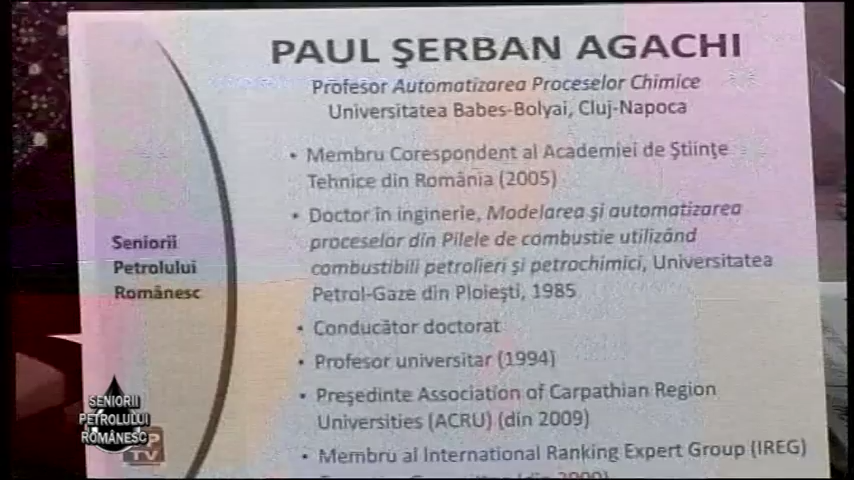 PAUL ŞERBAN AGACHI
Profesor Automatizarea Proceselor Chimice
Universitatea Babes-Bolyai, Cluj-Napoca
• Membru Corespondent al Academiei de Ştiinţe
Tehnice din România (2005)
• Doctor în inginerie, Modelarea şi automatizarea
proceselor din Pilele de combustie utilizând
combustibili petrolieri şi petrochimici, Universitatea
Petrol-Gaze din Ploieşti, 1985
• Conducător doctorat
• Profesor universitar (1994)
• Preşedinte Association of Carpathian Region
Universities (ACRU) (din 2009)
• Membru al International Ranking Expert Group (IREG)
Seniorii
Petrolului
Românesc
SENIORII
PETROLULUI
ROMÂNESC
TV